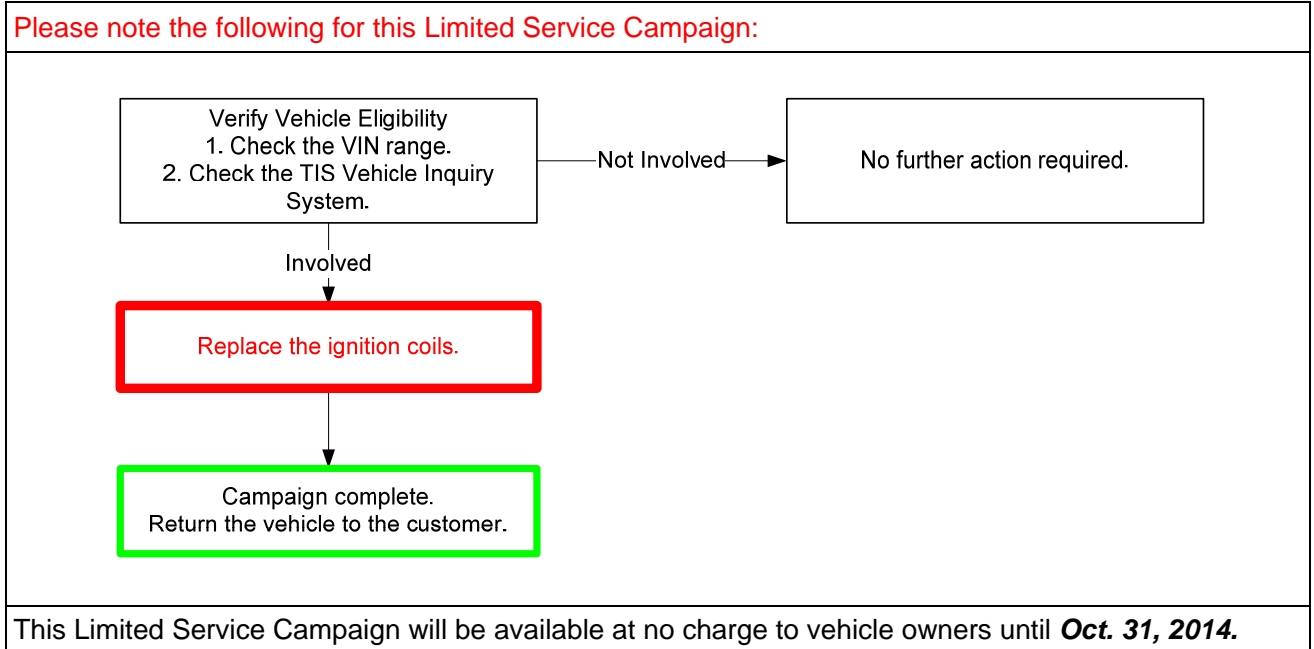 Please note the following for this Limited Service Campaign:
Verify Vehicle Eligibility
1. Check the VIN range.
2. Check the TIS Vehicle Inquiry
System.
Not Involved
No further action required.
Involved
Replace the ignition coils.
Campaign complete.
Return the vehicle to the customer.
This Limited Service Campaign will be available at no charge to vehicle owners until Oct. 31, 2014.